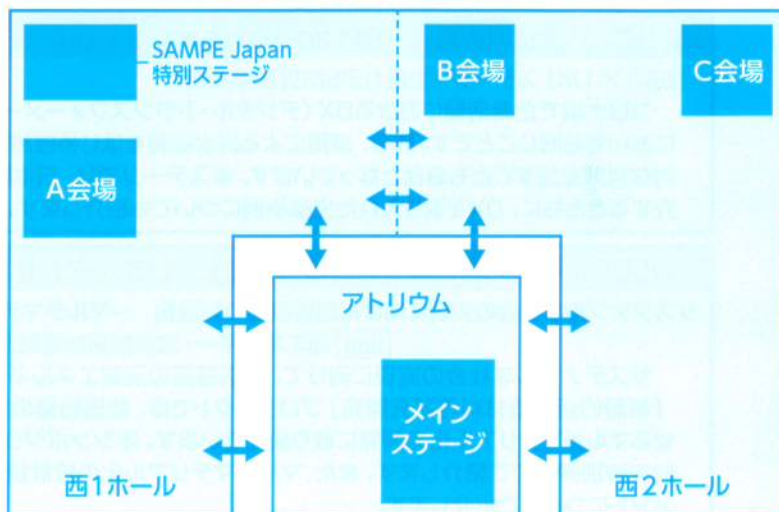 SAMPE Japan
特別ステージ
B会場
C会場
A会場
アトリウム
メイン
ステージ
西1ホール
西2ホール